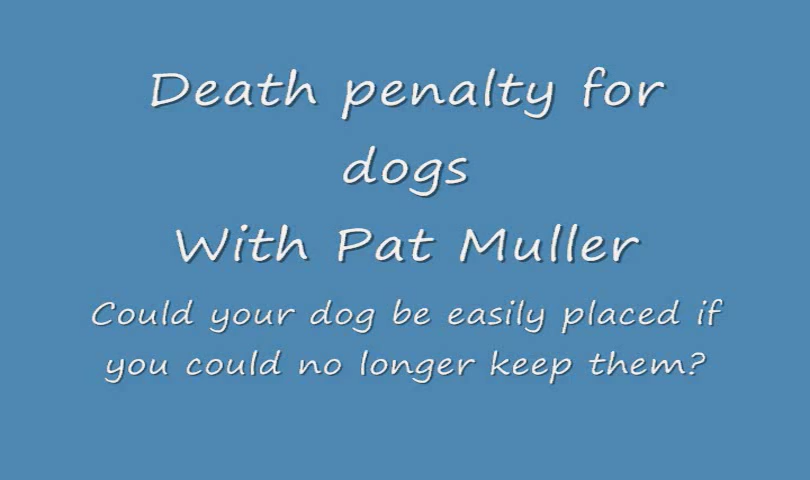 Death penalty for
dogs
With Pat Muller
Could your dog be easily placed if
you could no longer keep them?